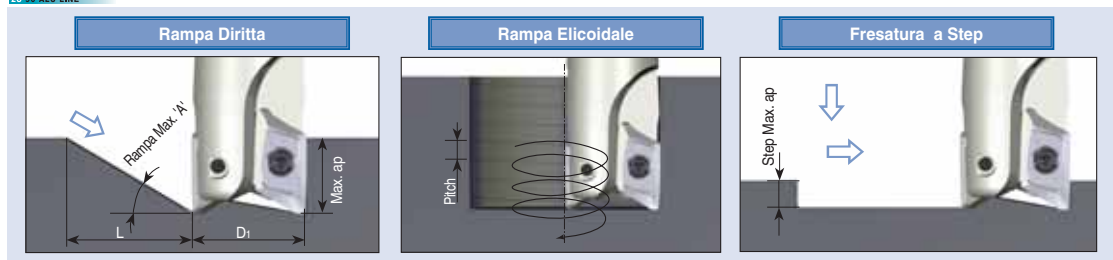 Rampa Diritta
Rampa Elicoidale
Fresatura a Step
Rampa Max. 'A'
Max. ap
L
D1
Pitch
Step Max. ap